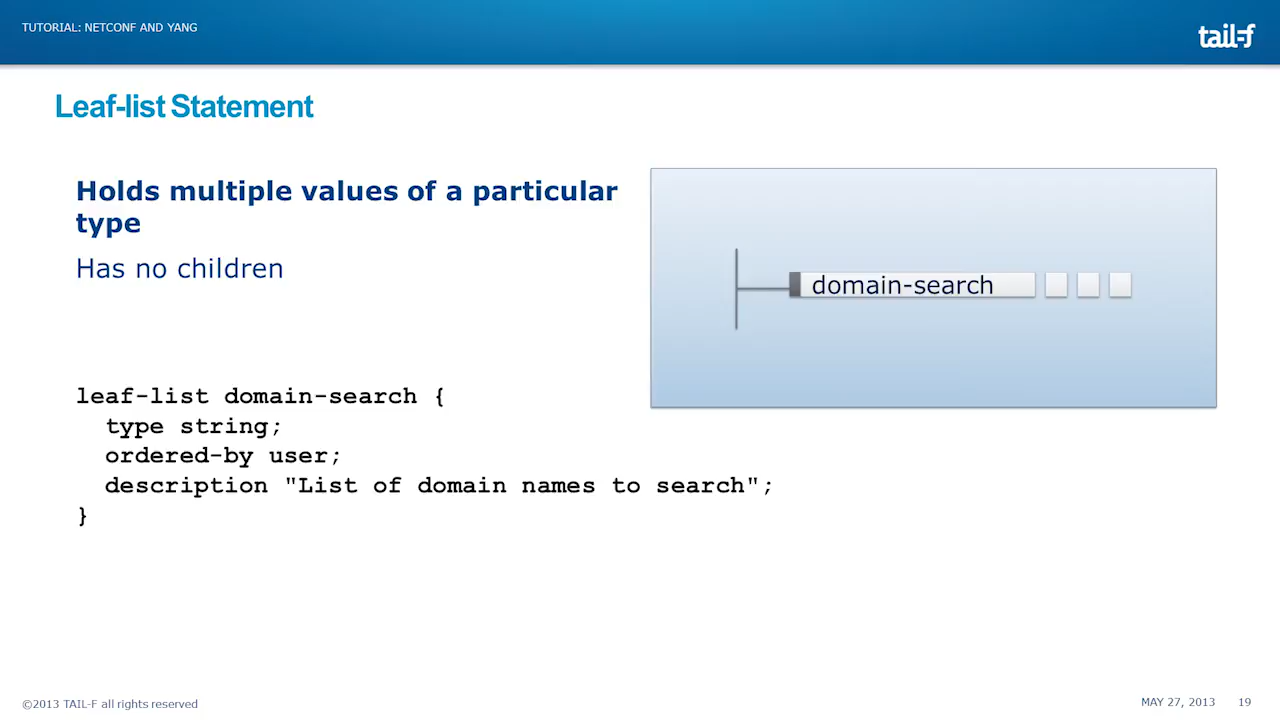 TUTORIAL: NETCONF AND YANG
tail-f
Leaf-list Statement
Holds multiple values of a particular
type
Has no children
domain-search
leaf-list domain-search {
  type string;
  ordered-by user;
  description "List of domain names to search";
}
©2013 TAIL-F all rights reserved
MAY 27, 2013 19